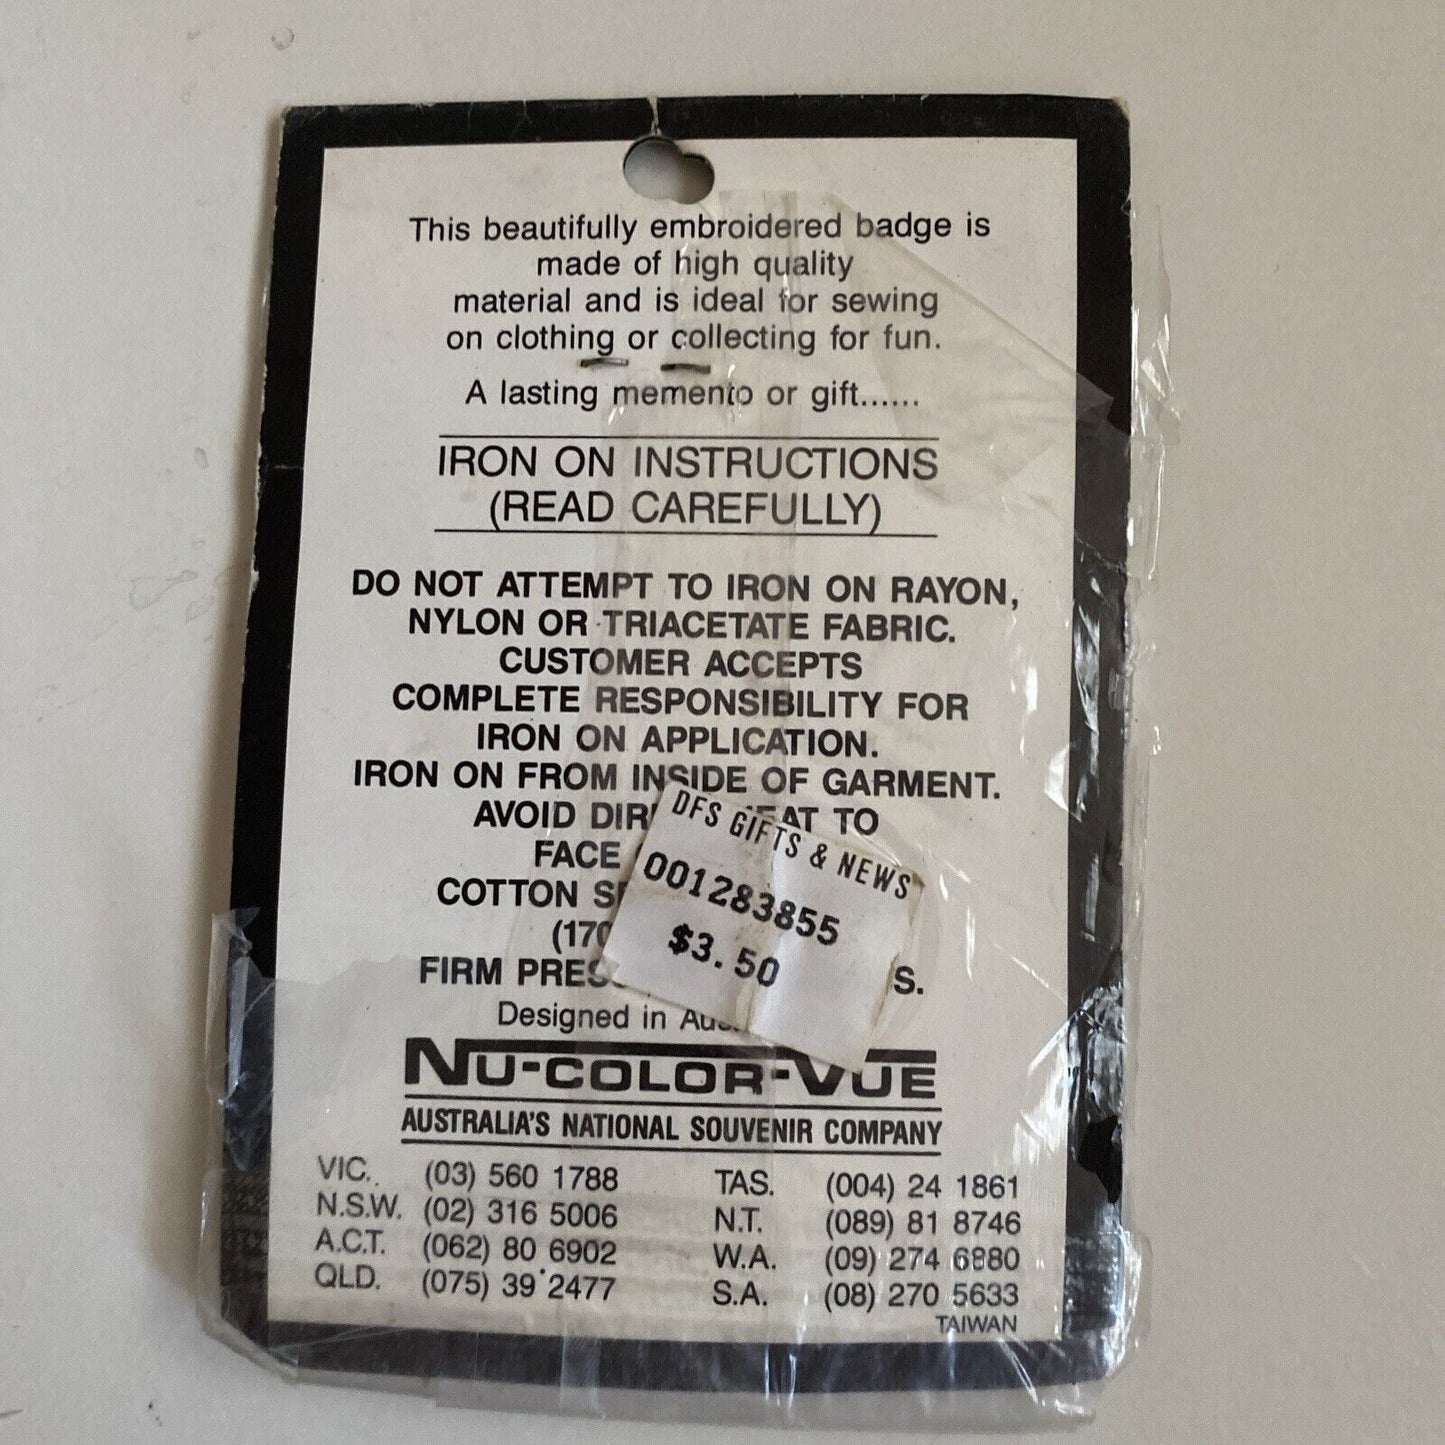 This beautifully embroidered badge is
made of high quality
material and is ideal for sewing
on clothing or collecting for fun.
A lasting memento or gift......
IRON ON INSTRUCTIONS
(READ CAREFULLY)
DO NOT ATTEMPT TO IRON ON RAYON,
NYLON OR TRIACETATE FABRIC.
CUSTOMER ACCEPTS
COMPLETE RESPONSIBILITY FOR
IRON ON APPLICATION.
IRON ON FROM INSIDE OF GARMENT.
AVOID TO
FACE
COTTON
FIRM
Designed in
DFS GIFTS & NEWS
001283855
$3.50
NU-COLOR-VUE
AUSTRALIA'S NATIONAL SOUVENIR COMPANY
VIC. (03) 560 1788 TAS. (004) 24 1861
N.S.W. (02) 316 5006 N.T. (089) 81 8746
A.C.T. (062) 80 6902 W.A. (09) 274 6880
QLD. (075) 39 2477 S.A. (08) 270 5633
TAIWAN